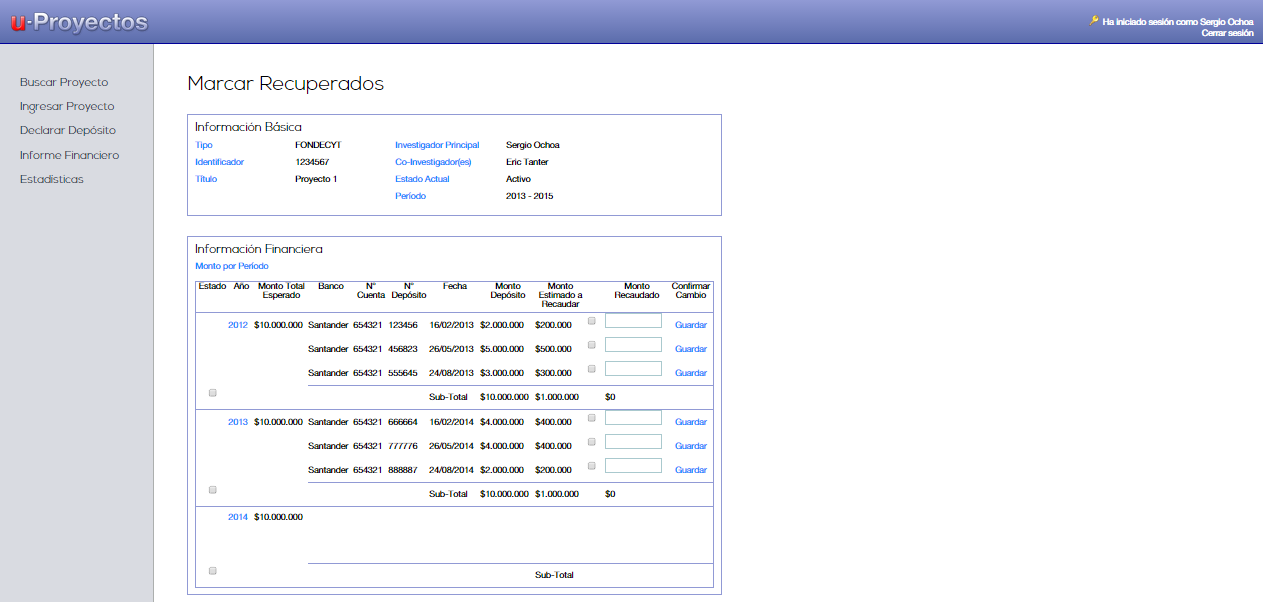 u-Proyectos
Ha iniciado sesión como Sergio Ochoa
Cerrar sesión
Buscar Proyecto
Ingresar Proyecto
Declarar Depósito
Informe Financiero
Estadísticas
Marcar Recuperados
Información Básica
Tipo FONDECYT Investigador Principal Sergio Ochoa
Identificador 1234567 Co-Investigador(es) Eric Tanter
Título Proyecto 1 Estado Actual Activo
Período 2013 - 2015
Información Financiera
Monto por Período
Estado Año Monto Total Esperado Banco N° Cuenta N° Depósito Fecha Monto Depósito Monto Estimado a Recaudar Monto Recaudado Confirmar Cambio
2012 $10.000.000 Santander 654321 123456 16/02/2013 $2.000.000 $200.000 Guardar
Santander 654321 456823 26/05/2013 $5.000.000 $500.000 Guardar
Santander 654321 555645 24/08/2013 $3.000.000 $300.000 Guardar
Sub-Total $10.000.000 $1.000.000 $0
2013 $10.000.000 Santander 654321 666664 16/02/2014 $4.000.000 $400.000 Guardar
Santander 654321 777776 26/05/2014 $4.000.000 $400.000 Guardar
Santander 654321 888887 24/08/2014 $2.000.000 $200.000 Guardar
Sub-Total $10.000.000 $1.000.000 $0
2014 $10.000.000
Sub-Total